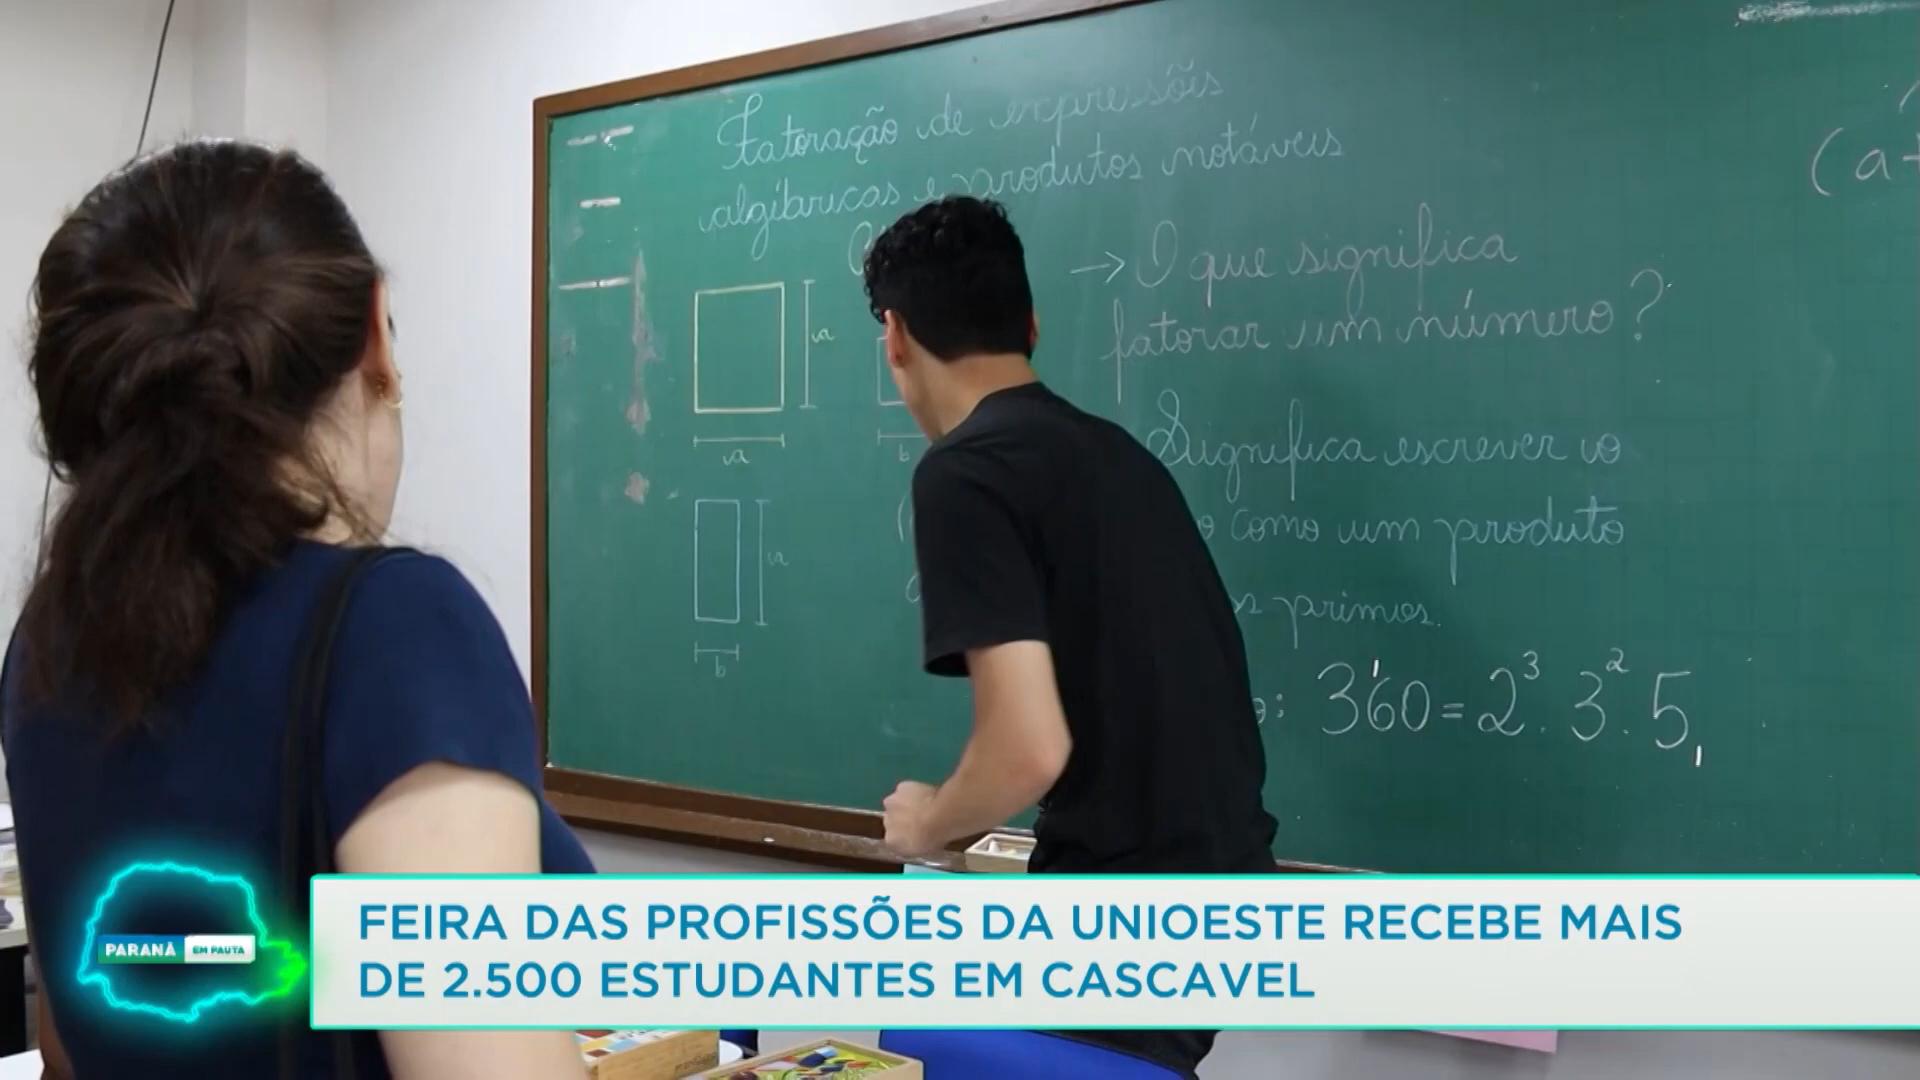 Fatoração de expressões
algébricas e produtos notáveis
(a+
→ O que significa
fatorar um número?
a
a
b
Significa escrever o
como um produto
primos.
a
b
360 = 2³ . 3² . 5
PARANÁ EM PAUTA
FEIRA DAS PROFISSÕES DA UNIOESTE RECEBE MAIS
DE 2.500 ESTUDANTES EM CASCAVEL